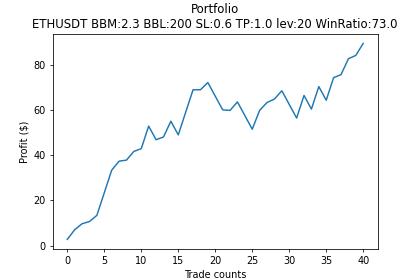 Portfolio
ETHUSDT BBM:2.3 BBL:200 SL:0.6 TP:1.0 lev:20 WinRatio:73.0
80
60
40
20
0
Profit ($)
0 5 10 15 20 25 30 35 40
Trade counts